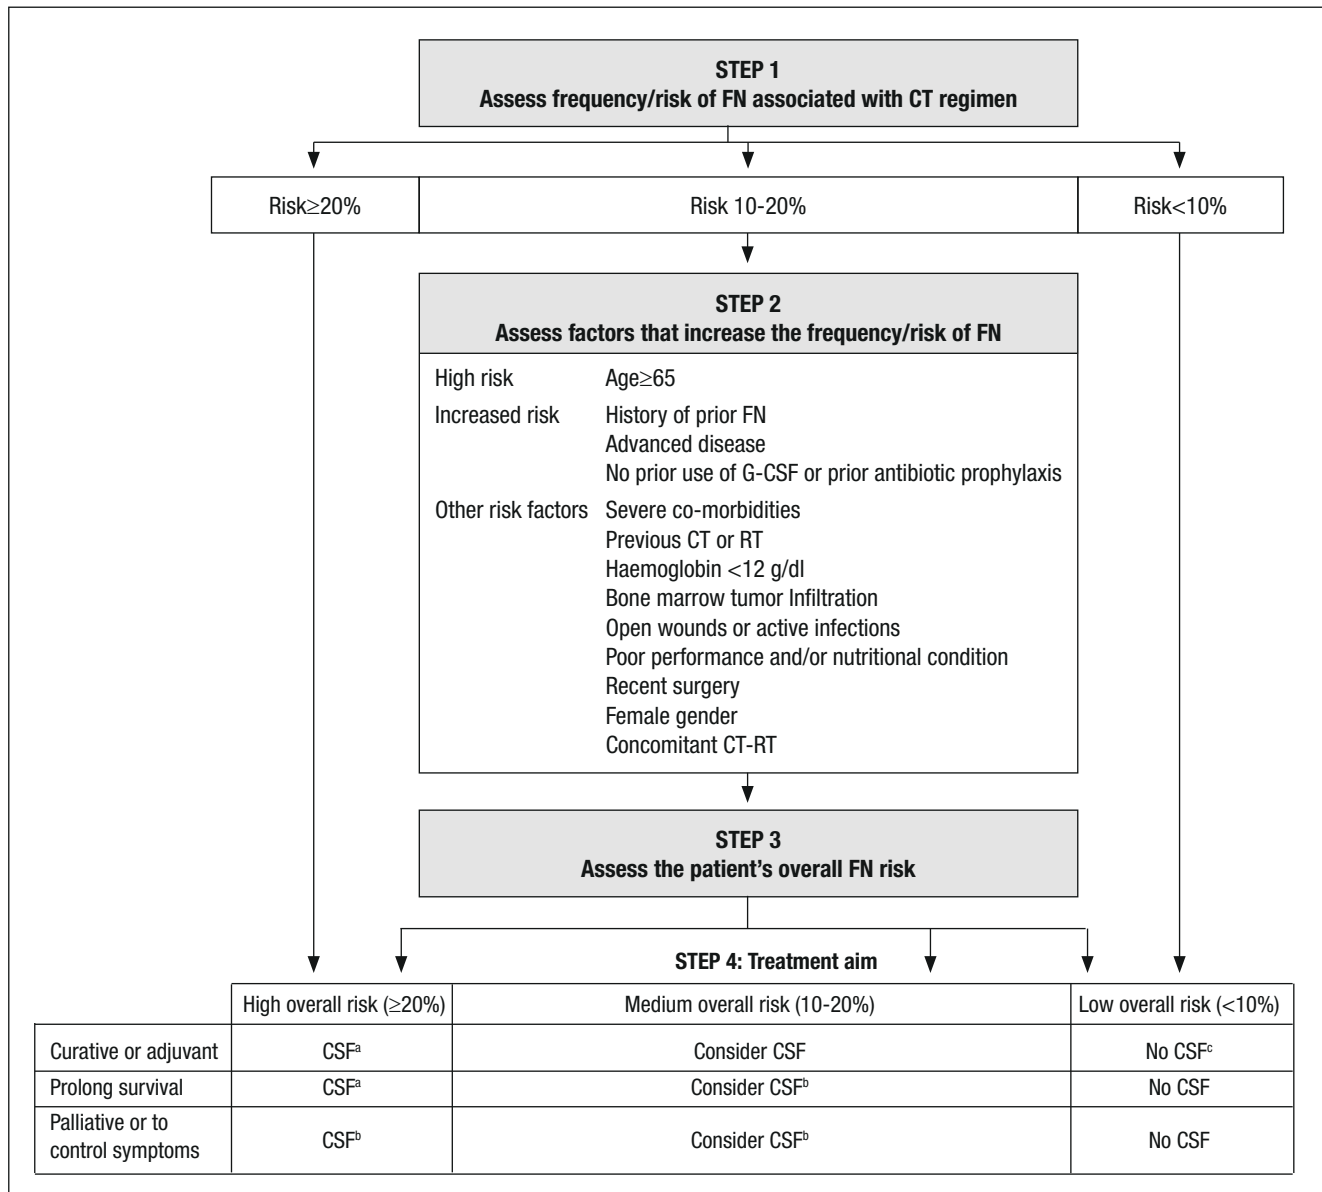 STEP 1
Assess frequency/risk of FN associated with CT regimen
Risk≥20%
Risk 10-20%
Risk<10%
STEP 2
Assess factors that increase the frequency/risk of FN
High risk Age≥65
Increased risk History of prior FN
Advanced disease
No prior use of G-CSF or prior antibiotic prophylaxis
Other risk factors Severe co-morbidities
Previous CT or RT
Haemoglobin <12 g/dl
Bone marrow tumor Infiltration
Open wounds or active infections
Poor performance and/or nutritional condition
Recent surgery
Female gender
Concomitant CT-RT
STEP 3
Assess the patient's overall FN risk
STEP 4: Treatment aim
High overall risk (≥20%) Medium overall risk (10-20%) Low overall risk (<10%)
Curative or adjuvant CSFᵃ Consider CSF No CSFᶜ
Prolong survival CSFᵃ Consider CSFᵇ No CSF
Palliative or to
control symptoms CSFᵇ Consider CSFᵇ No CSF